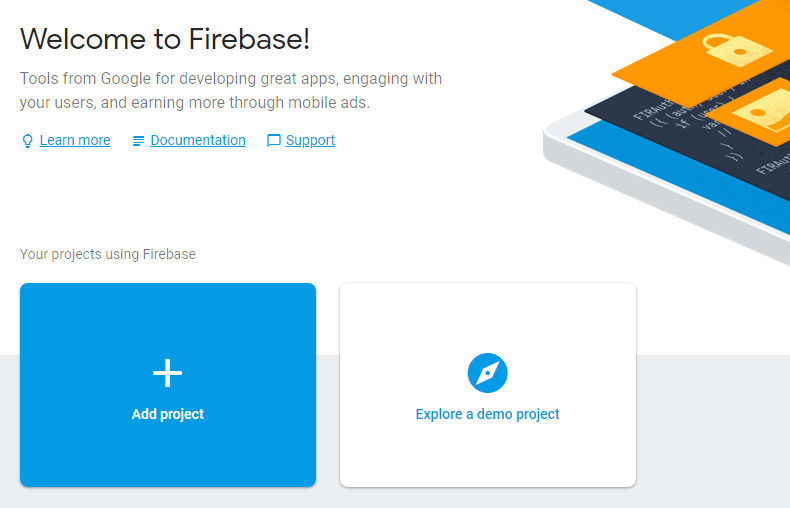 Welcome to Firebase!
Tools from Google for developing great apps, engaging with
your users, and earning more through mobile ads.
Learn more Documentation Support
Your projects using Firebase
Add project
Explore a demo project